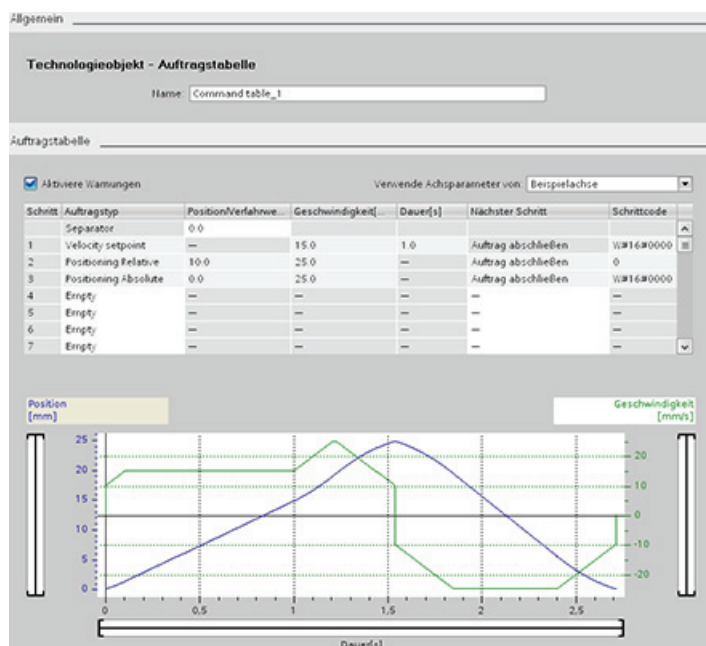 Allgemein
Technologieobjekt - Auftragstabelle
Name: Command table_1
Auftragstabelle
Aktiviere Warnungen Verwende Achsparameter von: Beispielachse
Schritt Auftragstyp Position/Verfahrwe... Geschwindigkeit[... Dauer[s] Nächster Schritt Schrittcode
Separator 0.0
1 Velocity setpoint — 15.0 1.0 Auftrag abschließen W#16#0000
2 Positioning Relative 10.0 25.0 — Auftrag abschließen 0
3 Positioning Absolute 0.0 25.0 — Auftrag abschließen W#16#0000
4 Empty — — — — —
5 Empty — — — — —
6 Empty — — — — —
7 Empty — — — — —
Position Geschwindigkeit
[mm] [mm/s]
25
20 20
15 10
10 0
5 -10
0 -20
0 0,5 1 1,5 2 2,5
Dauer[s]